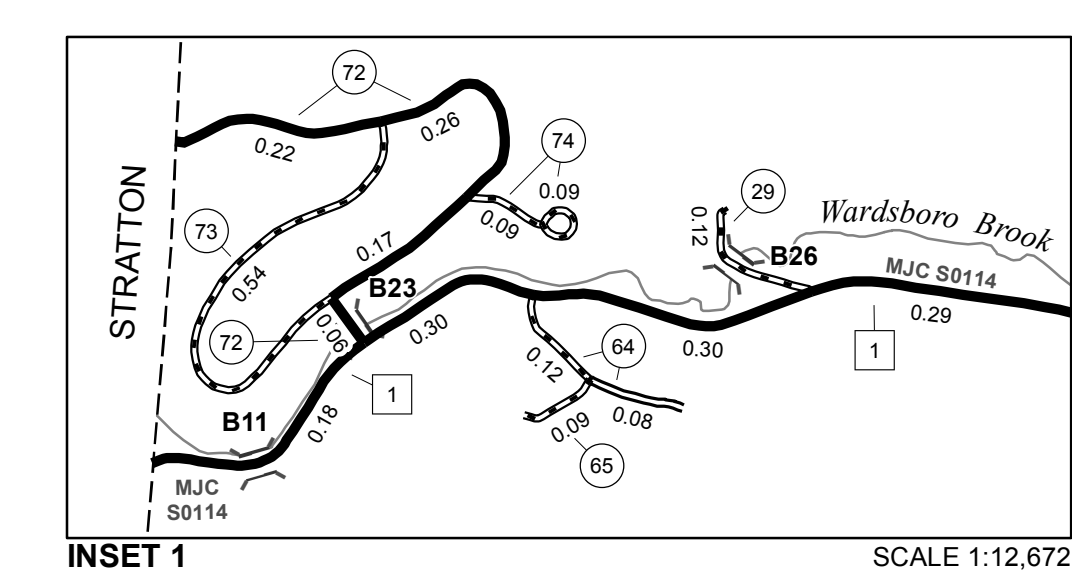 72
0.22
0.26
74
0.09
0.09
29
0.12
Wardsboro Brook
STRATTON
73
0.54
0.17
B26
MJC S0114
B23
0.30
0.29
72
0.06
0.30
1
64
0.12
1
0.18
B11
0.08
0.09
65
MJC
S0114
INSET 1
SCALE 1:12,672